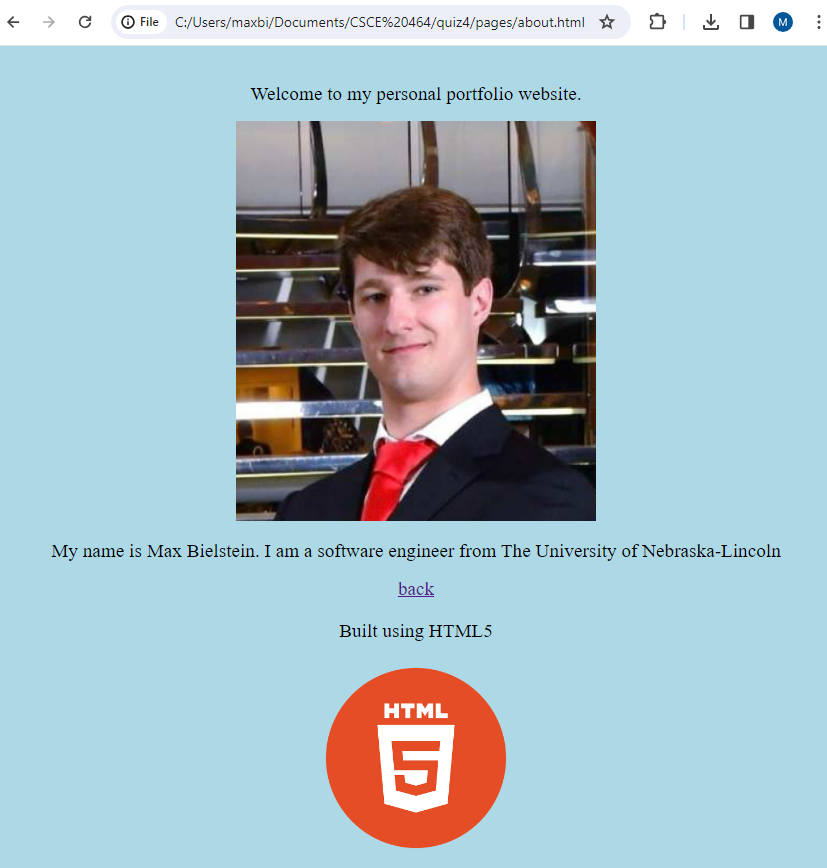 File C:/Users/maxbi/Documents/CSCE%20464/quiz4/pages/about.html M
Welcome to my personal portfolio website.
My name is Max Bielstein. I am a software engineer from The University of Nebraska-Lincoln
back
Built using HTML5
HTML
5